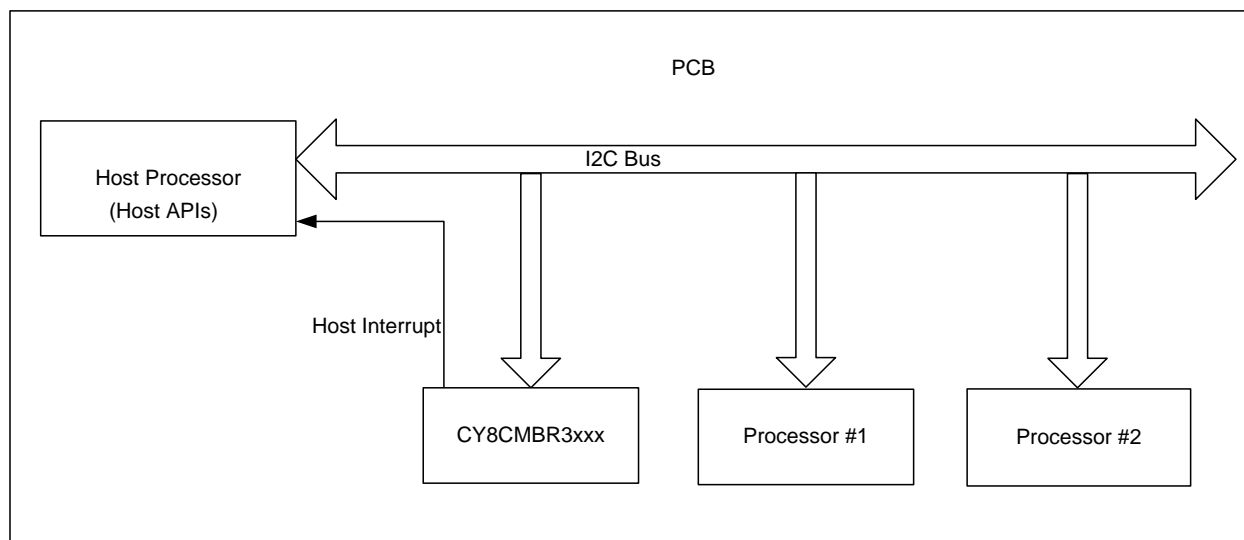 PCB
I2C Bus
Host Processor
(Host APIs)
Host Interrupt
CY8CMBR3xxx
Processor #1
Processor #2